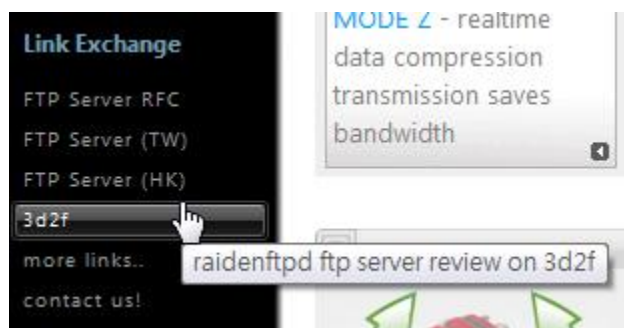 Link Exchange
FTP Server RFC
FTP Server (TW)
FTP Server (HK)
3d2f
more links..
contact us!
MODE Z - realtime
data compression
transmission saves
bandwidth
raidenftpd ftp server review on 3d2f